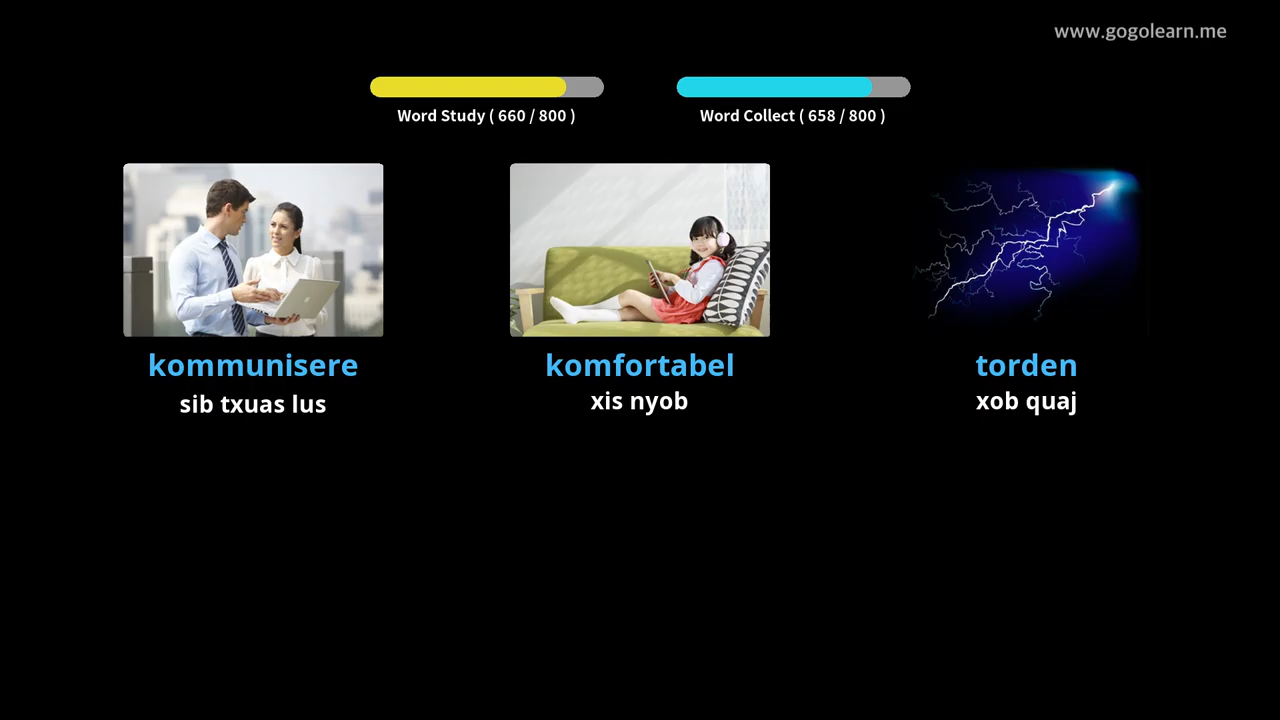 www.gogolearn.me
Word Study ( 660 / 800 )
Word Collect ( 658 / 800 )
kommunisere
sib txuas lus
komfortabel
xis nyob
torden
xob quaj